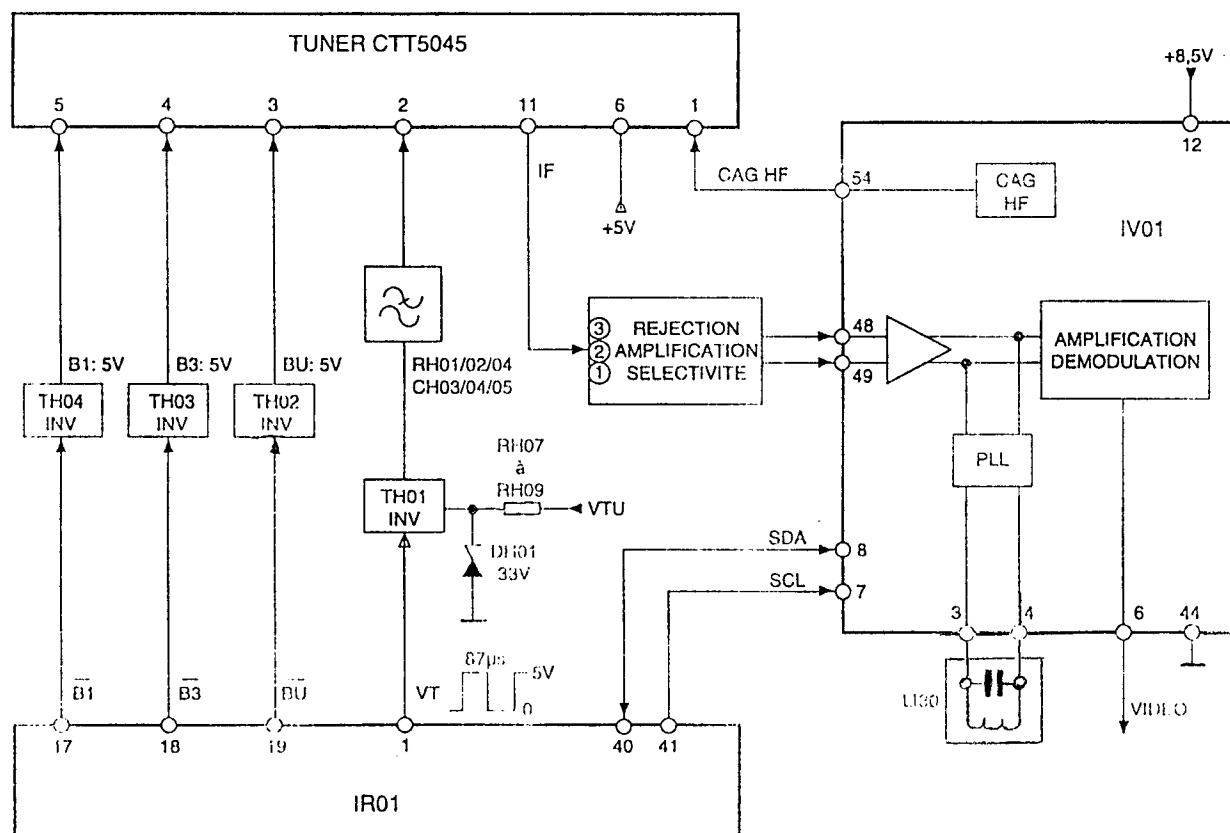 TUNER CTT5045
5
4
3
2
11
6
1
+8,5V
12
IF
CAG HF
54
CAG
HF
+5V
IV01
③ REJECTION
② AMPLIFICATION
① SELECTIVITE
48
49
AMPLIFICATION
DEMODULATION
RH01/02/04
CH03/04/05
B1: 5V
B3: 5V
BU: 5V
TH04
INV
TH03
INV
TH02
INV
PLL
RH07
à
RH09
TH01
INV
VTU
DH01
33V
SDA
8
SCL
7
3
4
6
44
87µs
5V
0
B1
B3
BU
VT
LI30
VIDEO
17
18
19
1
40
41
IR01